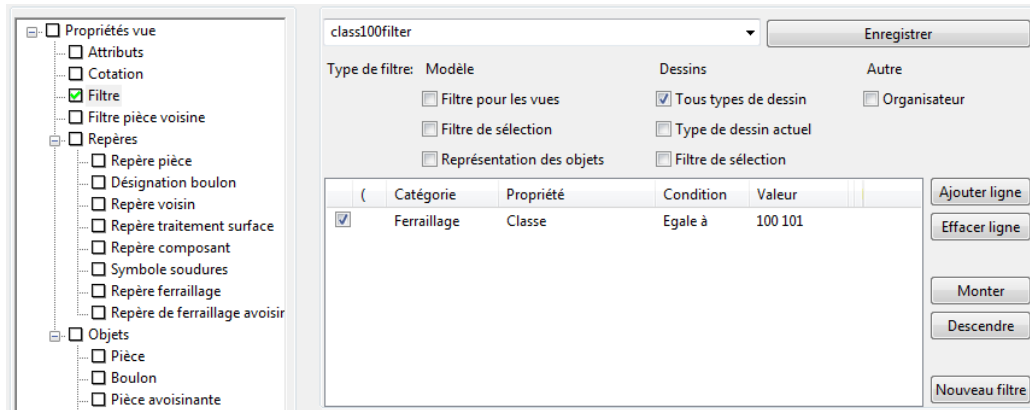 Propriétés vue
Attributs
Cotation
Filtre
Filtre pièce voisine
Repères
Repère pièce
Désignation boulon
Repère voisin
Repère traitement surface
Repère composant
Symbole soudures
Repère ferraillage
Repère de ferraillage avoisir
Objets
Pièce
Boulon
Pièce avoisinante
class100filter
Enregistrer
Type de filtre: Modèle Dessins Autre
Filtre pour les vues Tous types de dessin Organisateur
Filtre de sélection Type de dessin actuel
Représentation des objets Filtre de sélection
( Catégorie Propriété Condition Valeur
Ferraillage Classe Egale à 100 101
Ajouter ligne
Effacer ligne
Monter
Descendre
Nouveau filtre